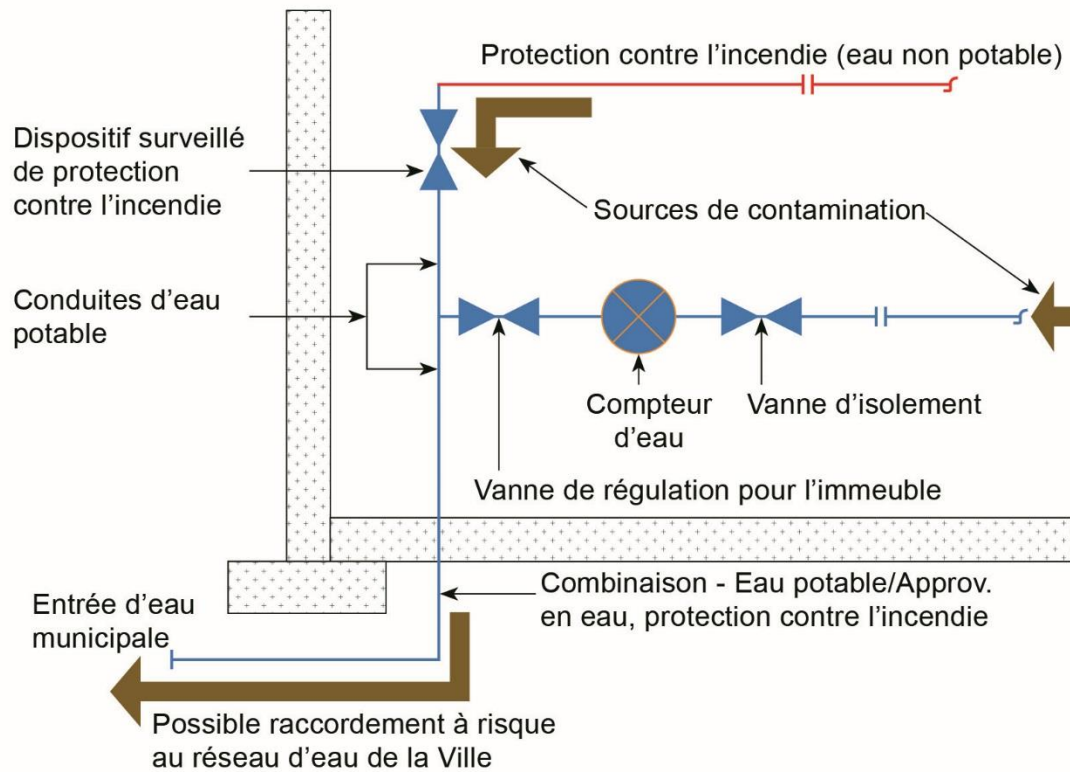 Protection contre l'incendie (eau non potable)
Dispositif surveillé
de protection
contre l'incendie
Sources de contamination
Conduites d'eau
potable
Compteur
d'eau
Vanne d'isolement
Vanne de régulation pour l'immeuble
Combinaison - Eau potable/Approv.
en eau, protection contre l'incendie
Entrée d'eau
municipale
Possible raccordement à risque
au réseau d'eau de la Ville